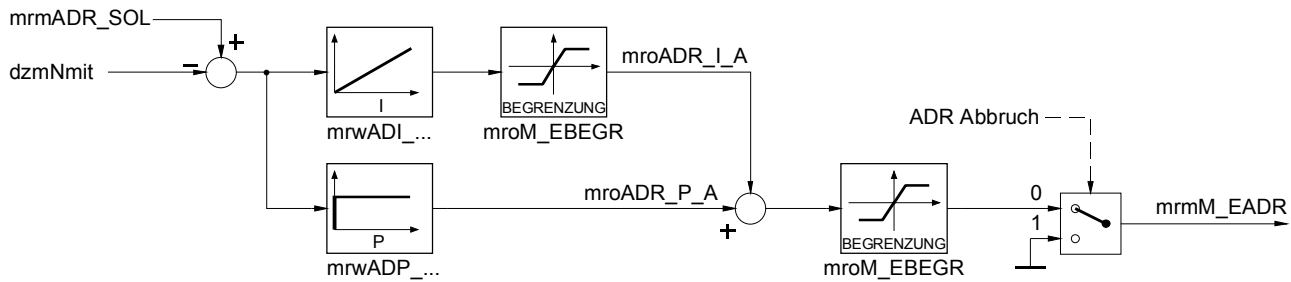 mrmADR_SOL
+
dzmNmit
−
I
mrwADI_...
BEGRENZUNG
mroM_EBEGR
mroADR_I_A
P
mrwADP_...
mroADR_P_A
+
BEGRENZUNG
mroM_EBEGR
ADR Abbruch
0
1
mrmM_EADR